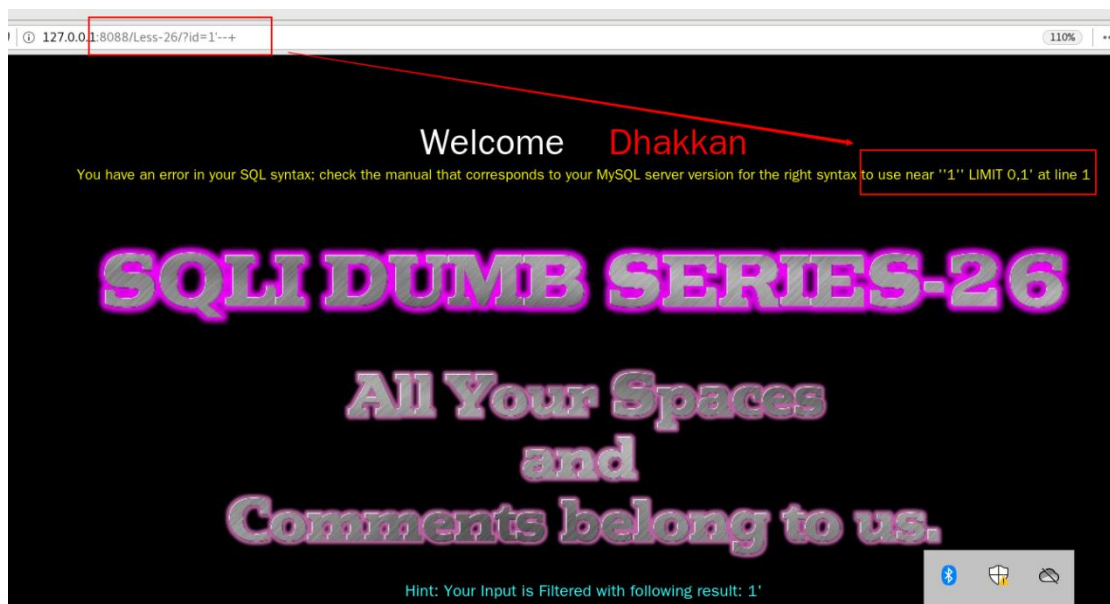 127.0.0.1:8088/Less-26/?id=1'--+
110%
Welcome Dhakkan
You have an error in your SQL syntax; check the manual that corresponds to your MySQL server version for the right syntax to use near ''1'' LIMIT 0,1' at line 1
SQLI DUMB SERIES-26
All Your Spaces
and
Comments belong to us.
Hint: Your Input is Filtered with following result: 1'